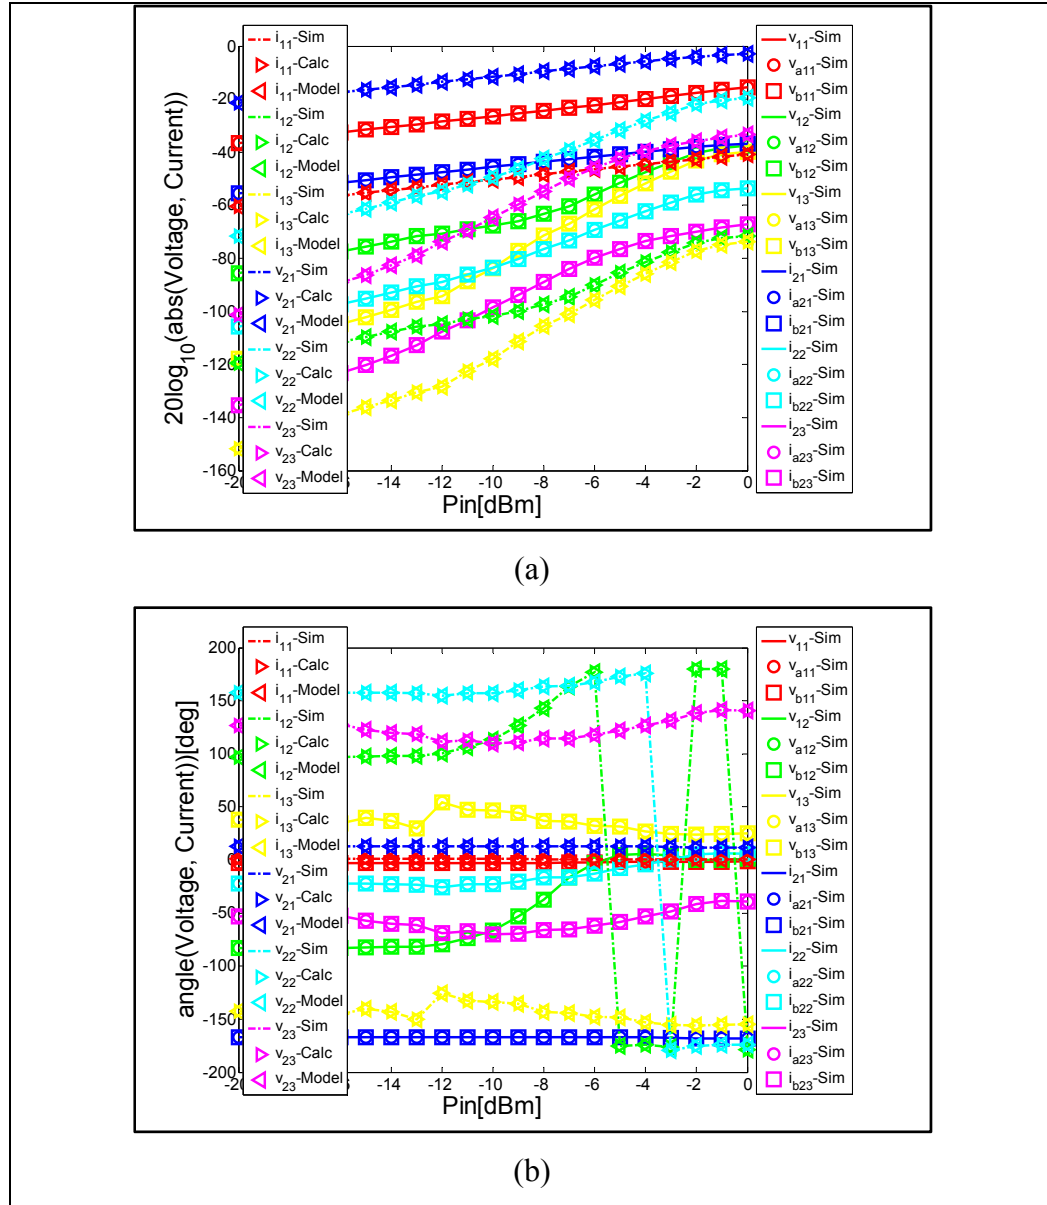 i11-Sim
i11-Calc
i11-Model
i12-Sim
i12-Calc
i12-Model
i13-Sim
i13-Calc
i13-Model
v21-Sim
v21-Calc
v21-Model
v22-Sim
v22-Calc
v22-Model
v23-Sim
v23-Calc
v23-Model
20log10(abs(Voltage, Current))
0
-20
-40
-60
-80
-100
-120
-140
-160
-14
-12
-10
-8
-6
-4
-2
0
Pin[dBm]
v11-Sim
va11-Sim
vb11-Sim
v12-Sim
va12-Sim
vb12-Sim
v13-Sim
va13-Sim
vb13-Sim
i21-Sim
ia21-Sim
ib21-Sim
i22-Sim
ia22-Sim
ib22-Sim
i23-Sim
ia23-Sim
ib23-Sim
(a)
i11-Sim
i11-Calc
i11-Model
i12-Sim
i12-Calc
i12-Model
i13-Sim
i13-Calc
i13-Model
v21-Sim
v21-Calc
v21-Model
v22-Sim
v22-Calc
v22-Model
v23-Sim
v23-Calc
v23-Model
angle(Voltage, Current))[deg]
200
150
100
50
0
-50
-100
-150
-200
-14
-12
-10
-8
-6
-4
-2
0
Pin[dBm]
v11-Sim
va11-Sim
vb11-Sim
v12-Sim
va12-Sim
vb12-Sim
v13-Sim
va13-Sim
vb13-Sim
i21-Sim
ia21-Sim
ib21-Sim
i22-Sim
ia22-Sim
ib22-Sim
i23-Sim
ia23-Sim
ib23-Sim
(b)